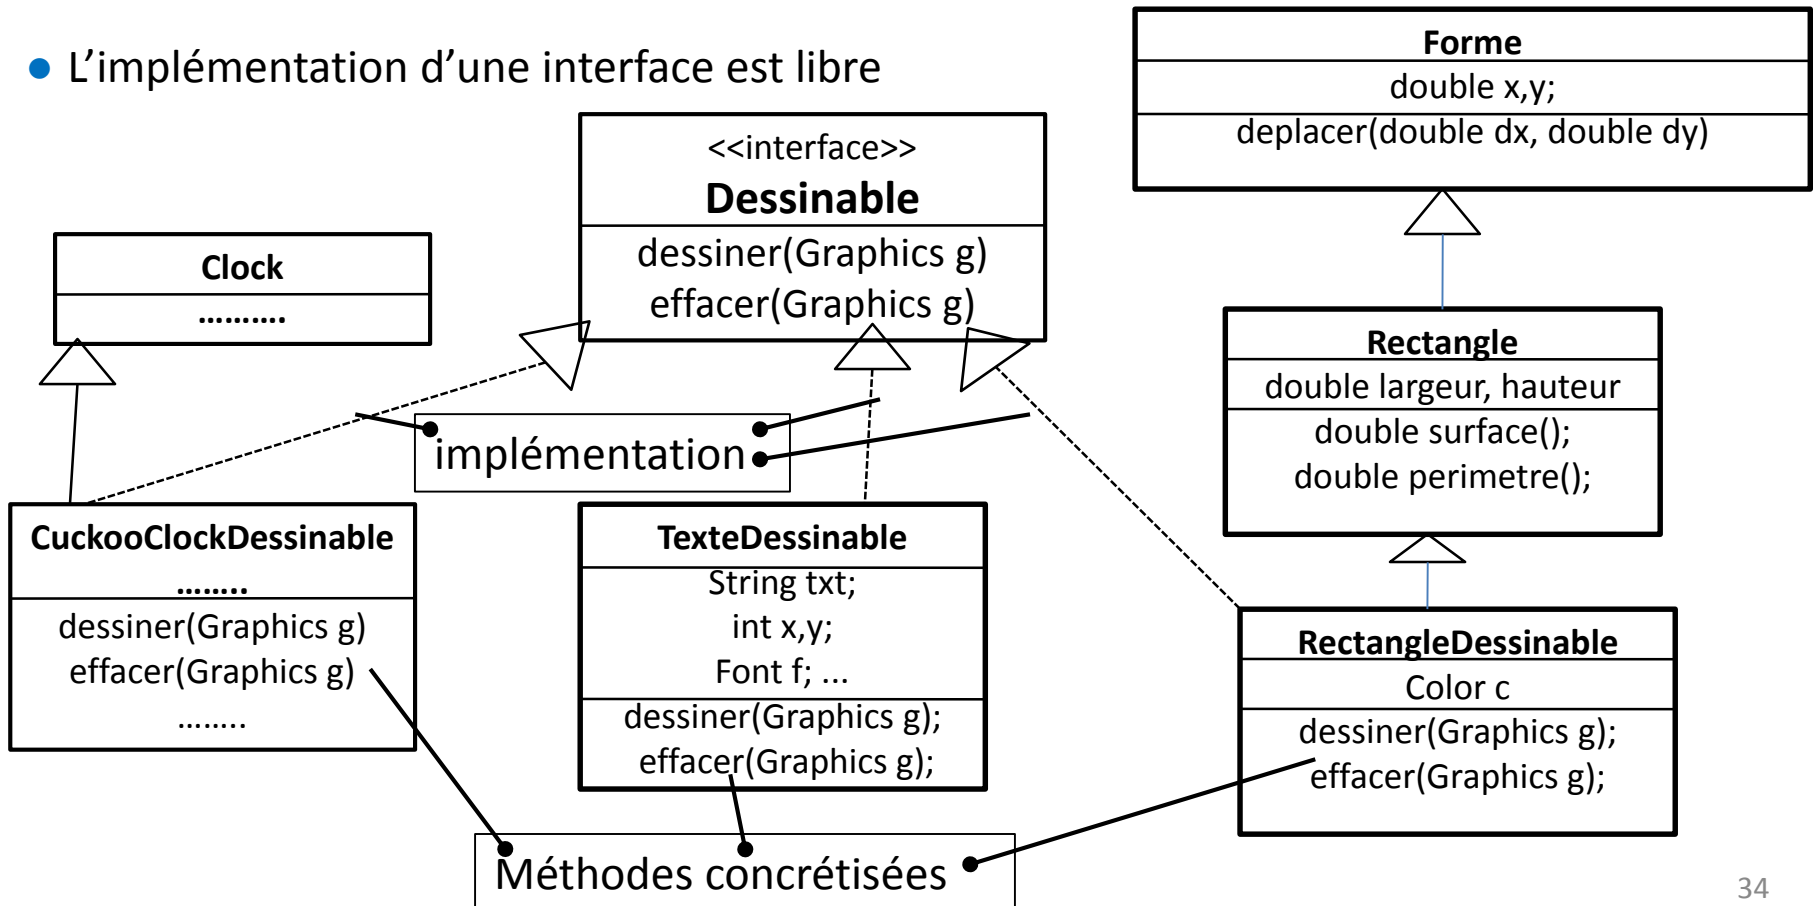 L’implémentation d’une interface est libre
Forme
double x,y;
deplacer(double dx, double dy)
<<interface>>
Dessinable
dessiner(Graphics g)
effacer(Graphics g)
Clock
……….
Rectangle
double largeur, hauteur
double surface();
double perimetre();
implémentation
CuckooClockDessinable
……..
dessiner(Graphics g)
effacer(Graphics g)
……..
TexteDessinable
String txt;
int x,y;
Font f; ...
dessiner(Graphics g);
effacer(Graphics g);
RectangleDessinable
Color c
dessiner(Graphics g);
effacer(Graphics g);
Méthodes concrétisées
34